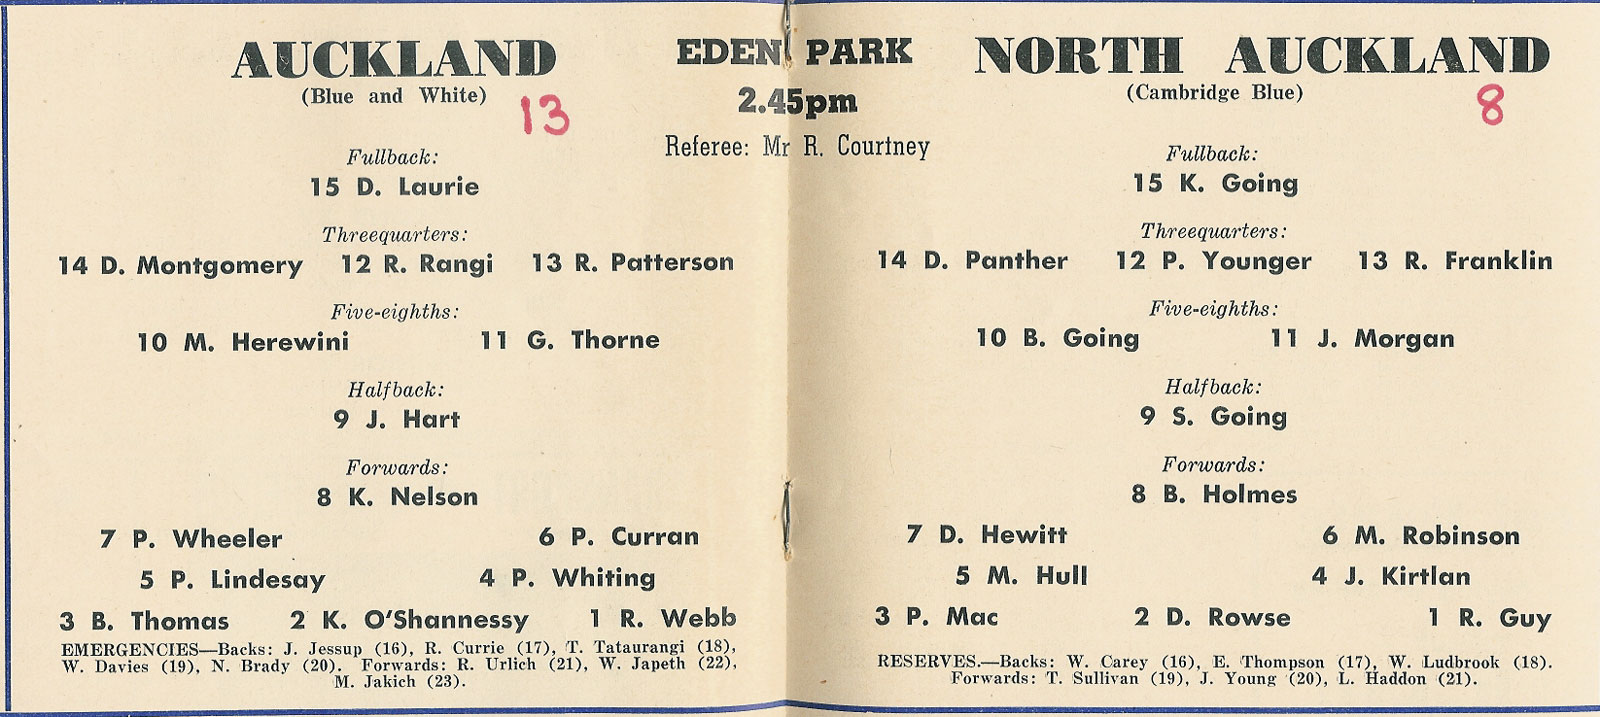 AUCKLAND
(Blue and White)
13
Fullback:
15 D. Laurie
Threequarters:
14 D. Montgomery 12 R. Rangi 13 R. Patterson
Five-eighths:
10 M. Herewini 11 G. Thorne
Halfback:
9 J. Hart
Forwards:
8 K. Nelson
7 P. Wheeler 6 P. Curran
5 P. Lindesay 4 P. Whiting
3 B. Thomas 2 K. O'Shannessy 1 R. Webb
EMERGENCIES—Backs: J. Jessup (16), R. Currie (17), T. Tataurangi (18),
W. Davies (19), N. Brady (20). Forwards: R. Urlich (21), W. Japeth (22),
M. Jakich (23).
EDEN PARK
2.45pm
Referee: Mr R. Courtney
NORTH AUCKLAND
(Cambridge Blue)
8
Fullback:
15 K. Going
Threequarters:
14 D. Panther 12 P. Younger 13 R. Franklin
Five-eighths:
10 B. Going 11 J. Morgan
Halfback:
9 S. Going
Forwards:
8 B. Holmes
7 D. Hewitt 6 M. Robinson
5 M. Hull 4 J. Kirtlan
3 P. Mac 2 D. Rowse 1 R. Guy
RESERVES.—Backs: W. Carey (16), E. Thompson (17), W. Ludbrook (18).
Forwards: T. Sullivan (19), J. Young (20), L. Haddon (21).